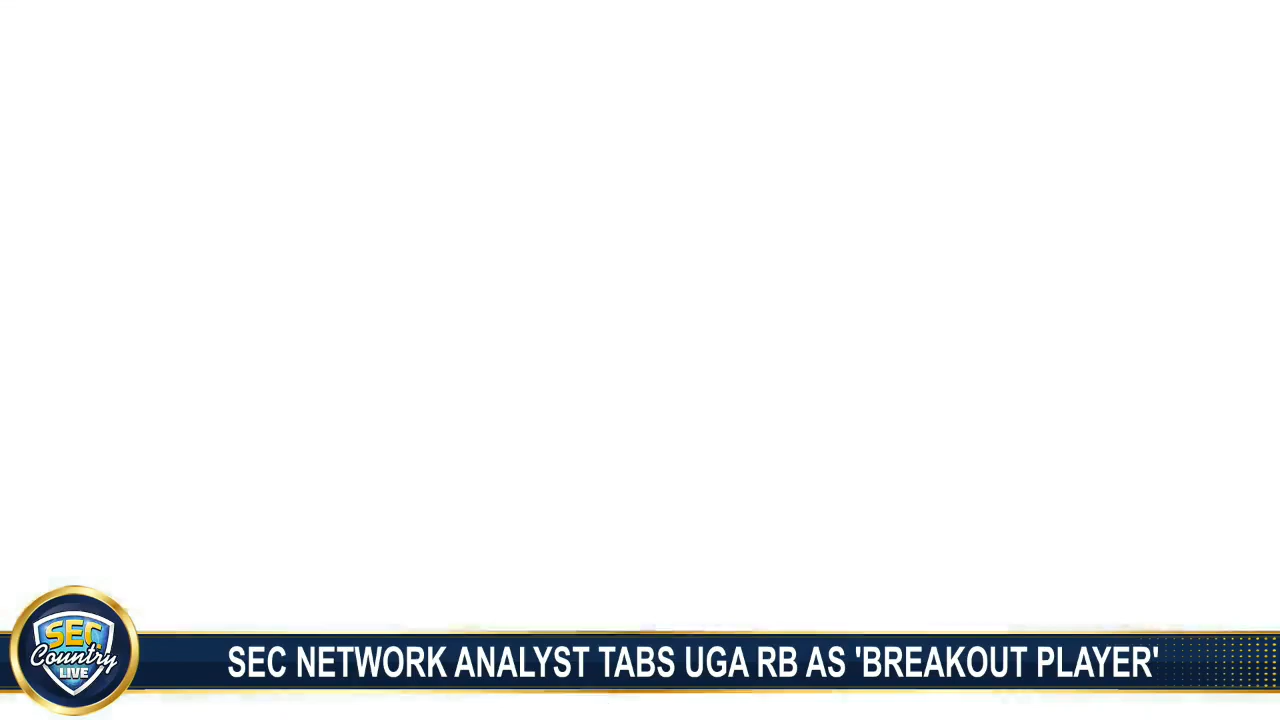 SEC
Country
LIVE
SEC NETWORK ANALYST TABS UGA RB AS 'BREAKOUT PLAYER'